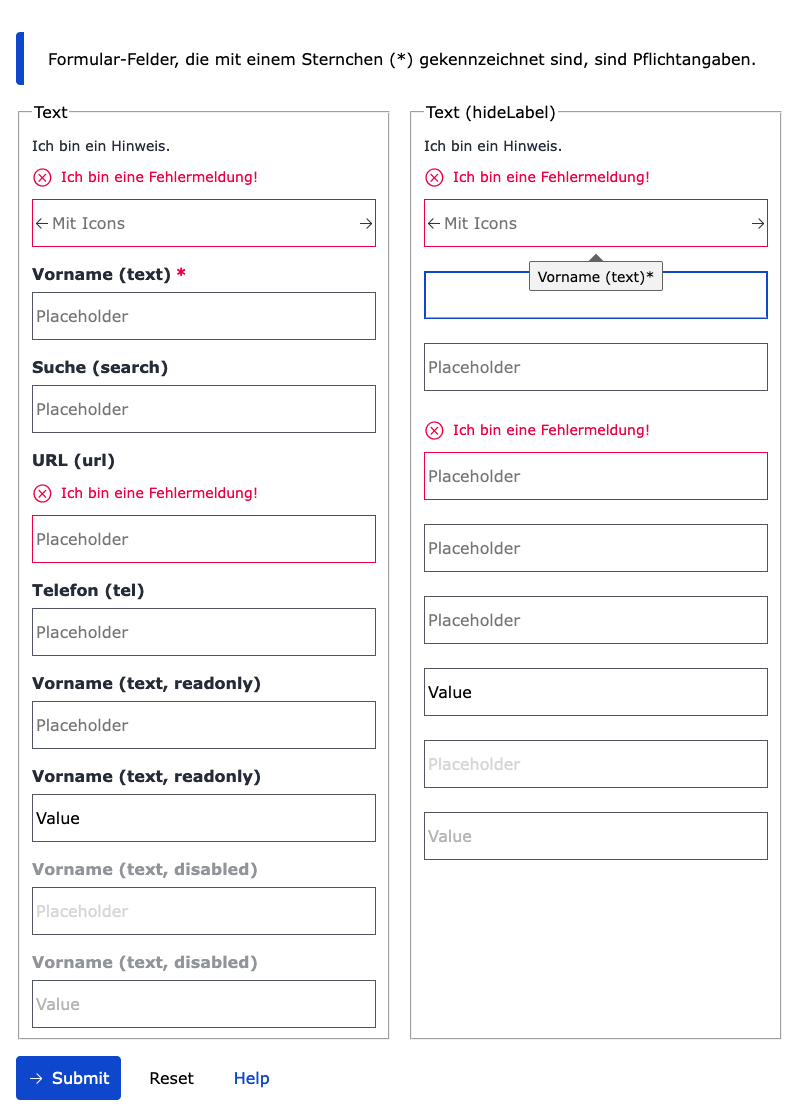 Formular-Felder, die mit einem Sternchen (*) gekennzeichnet sind, sind Pflichtangaben.
Text
Ich bin ein Hinweis.
Ich bin eine Fehlermeldung!
Mit Icons
Vorname (text) *
Placeholder
Suche (search)
Placeholder
URL (url)
Ich bin eine Fehlermeldung!
Placeholder
Telefon (tel)
Placeholder
Vorname (text, readonly)
Placeholder
Vorname (text, readonly)
Value
Vorname (text, disabled)
Placeholder
Vorname (text, disabled)
Value
Text (hideLabel)
Ich bin ein Hinweis.
Ich bin eine Fehlermeldung!
Mit Icons
Vorname (text)*
Placeholder
Ich bin eine Fehlermeldung!
Placeholder
Placeholder
Placeholder
Value
Placeholder
Value
Submit
Reset
Help